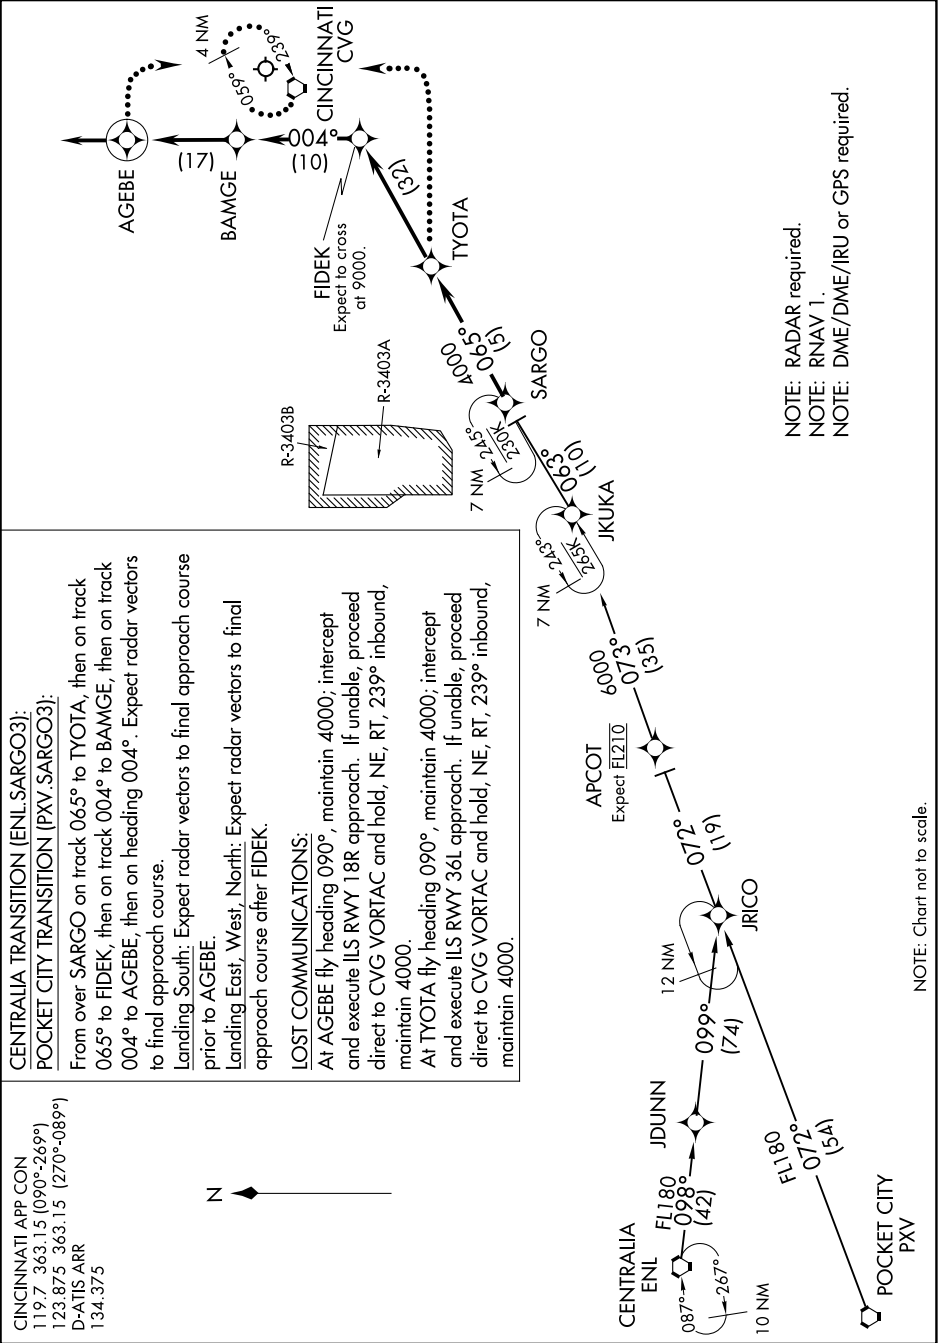 CINCINNATI APP CON
119.7 363.15 (090°-269°)
123.875 363.15 (270°-089°)
D-ATIS ARR
134.375
CENTRALIA TRANSITION (ENL.SARGO3):
POCKET CITY TRANSITION (PXV.SARGO3):
From over SARGO on track 065° to TYOTA, then on track
065° to FIDEK, then on track 004° to BAMGE, then on track
004° to AGEBE, then on heading 004°. Expect radar vectors
to final approach course.
Landing South: Expect radar vectors to final approach course
prior to AGEBE.
Landing East, West, North: Expect radar vectors to final
approach course after FIDEK.
LOST COMMUNICATIONS:
At AGEBE fly heading 090°, maintain 4000; intercept
and execute ILS RWY 18R approach. If unable, proceed
direct to CVG VORTAC and hold, NE, RT, 239° inbound,
maintain 4000.
At TYOTA fly heading 090°, maintain 4000; intercept
and execute ILS RWY 36L approach. If unable, proceed
direct to CVG VORTAC and hold, NE, RT, 239° inbound,
maintain 4000.
N
4 NM
059°
239°
CINCINNATI
CVG
AGEBE
(17)
BAMGE
004°
(10)
FIDEK
Expect to cross
at 9000.
(32)
TYOTA
4000
065°
(5)
SARGO
R-3403B
R-3403A
7 NM
245°
230K
063°
(10)
JKUKA
7 NM
243°
265K
6000
073°
(35)
APCOT
Expect FL210
072°
(19)
JRICO
12 NM
099°
(74)
JDUNN
FL180
098°
(42)
CENTRALIA
ENL
087°
267°
10 NM
FL180
072°
(54)
POCKET CITY
PXV
NOTE: RADAR required.
NOTE: RNAV 1.
NOTE: DME/DME/IRU or GPS required.
NOTE: Chart not to scale.